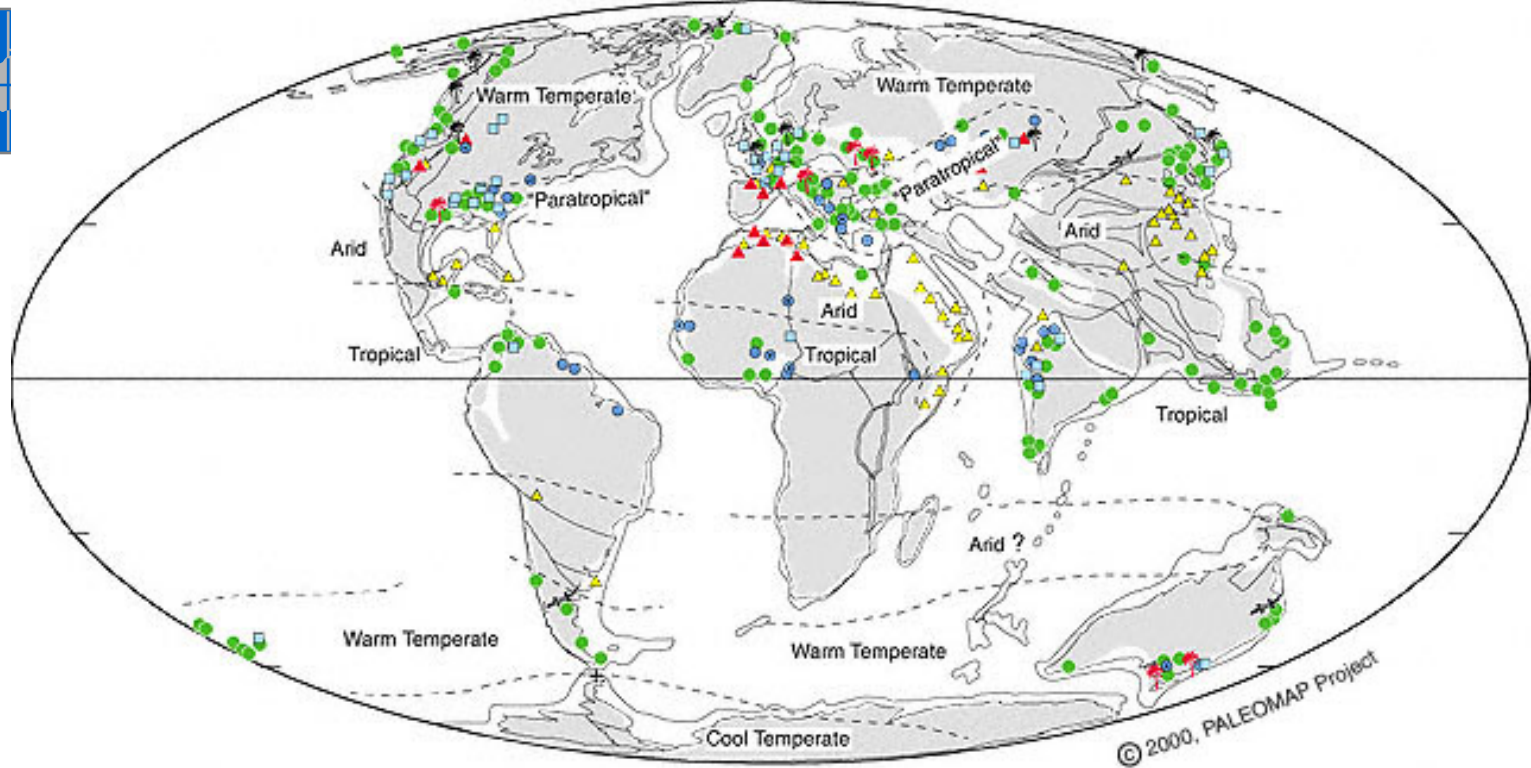 Warm Temperate
Warm Temperate
"Paratropical"
"Paratropical"
Arid
Arid
Arid
Tropical
Tropical
Tropical
Arid ?
Warm Temperate
Warm Temperate
Cool Temperate
© 2000, PALEOMAP Project